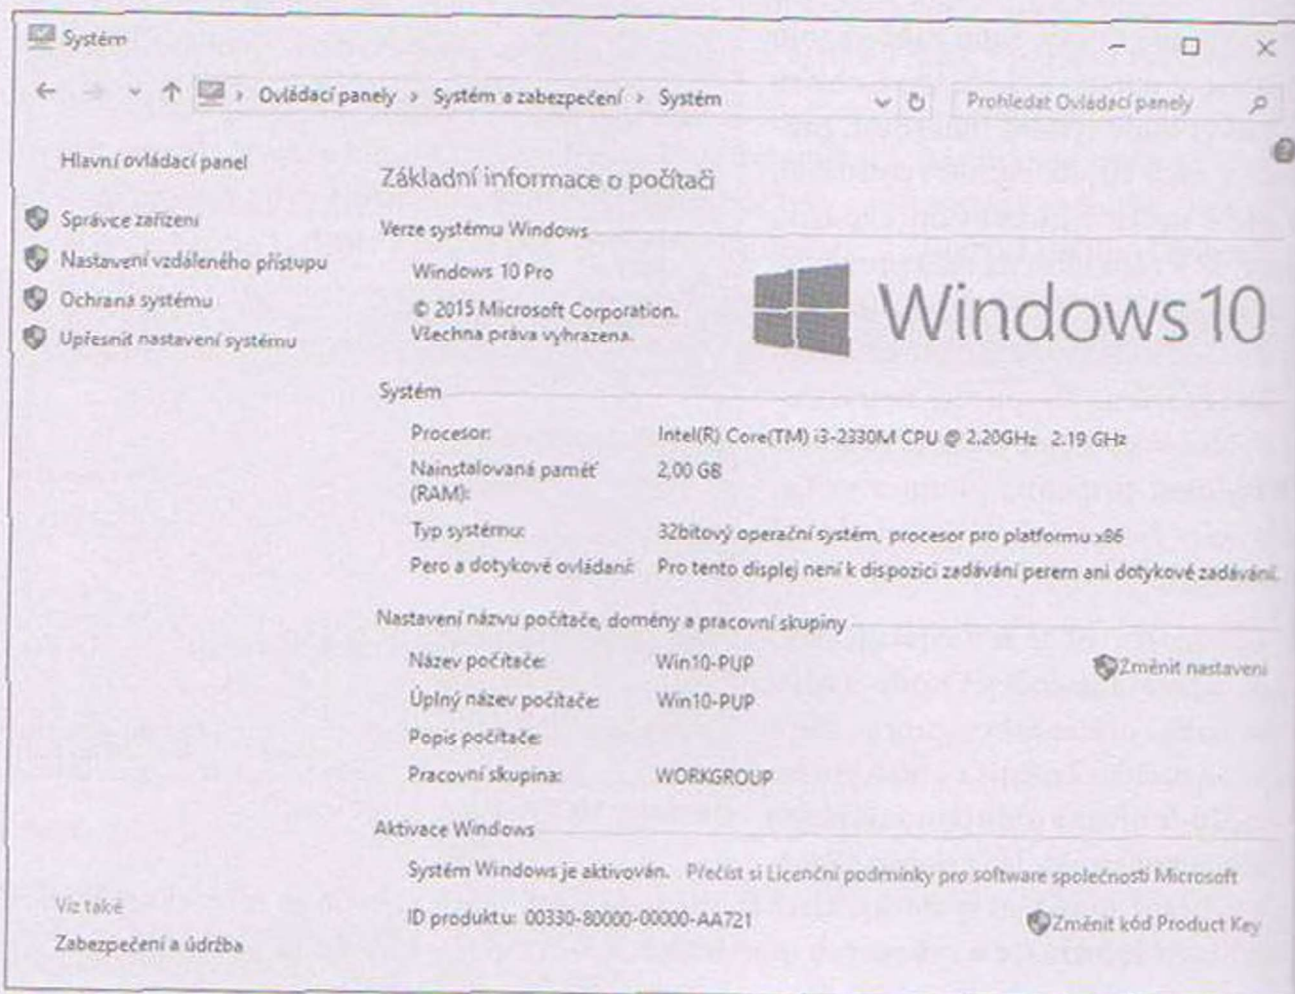 Systém
Ovládací panely › Systém a zabezpečení › Systém
Prohledat Ovládací panely
Hlavní ovládací panel
Správce zařízení
Nastavení vzdáleného přístupu
Ochrana systému
Upřesnit nastavení systému
Základní informace o počítači
Verze systému Windows
Windows 10 Pro
© 2015 Microsoft Corporation.
Všechna práva vyhrazena.
Windows 10
Systém
Procesor: Intel(R) Core(TM) i3-2330M CPU @ 2.20GHz 2.19 GHz
Nainstalovaná paměť 2,00 GB
(RAM):
Typ systému: 32bitový operační systém, procesor pro platformu x86
Pero a dotykové ovládání: Pro tento displej není k dispozici zadávání perem ani dotykové zadávání.
Nastavení názvu počítače, domény a pracovní skupiny
Název počítače: Win10-PUP
Změnit nastavení
Úplný název počítače: Win10-PUP
Popis počítače:
Pracovní skupina: WORKGROUP
Aktivace Windows
Systém Windows je aktivován. Přečíst si Licenční podmínky pro software společnosti Microsoft
ID produktu: 00330-80000-00000-AA721
Změnit kód Product Key
Viz také
Zabezpečení a údržba